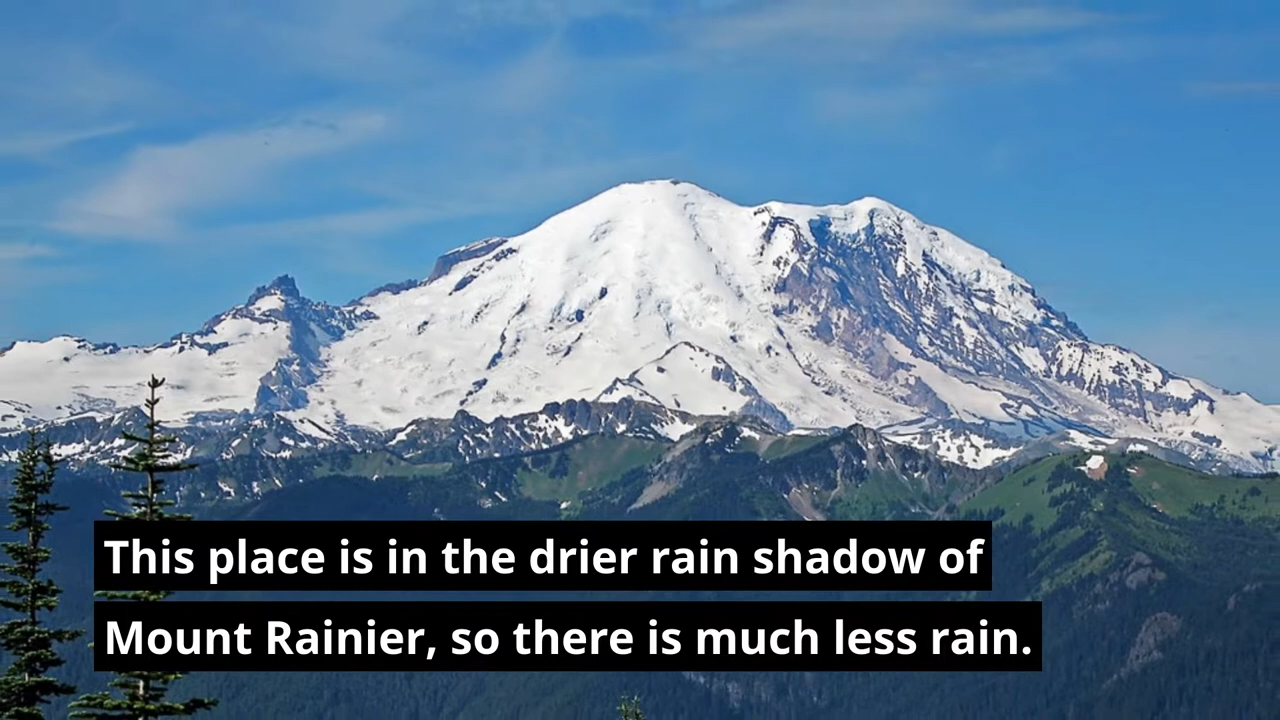 This place is in the drier rain shadow of
Mount Rainier, so there is much less rain.